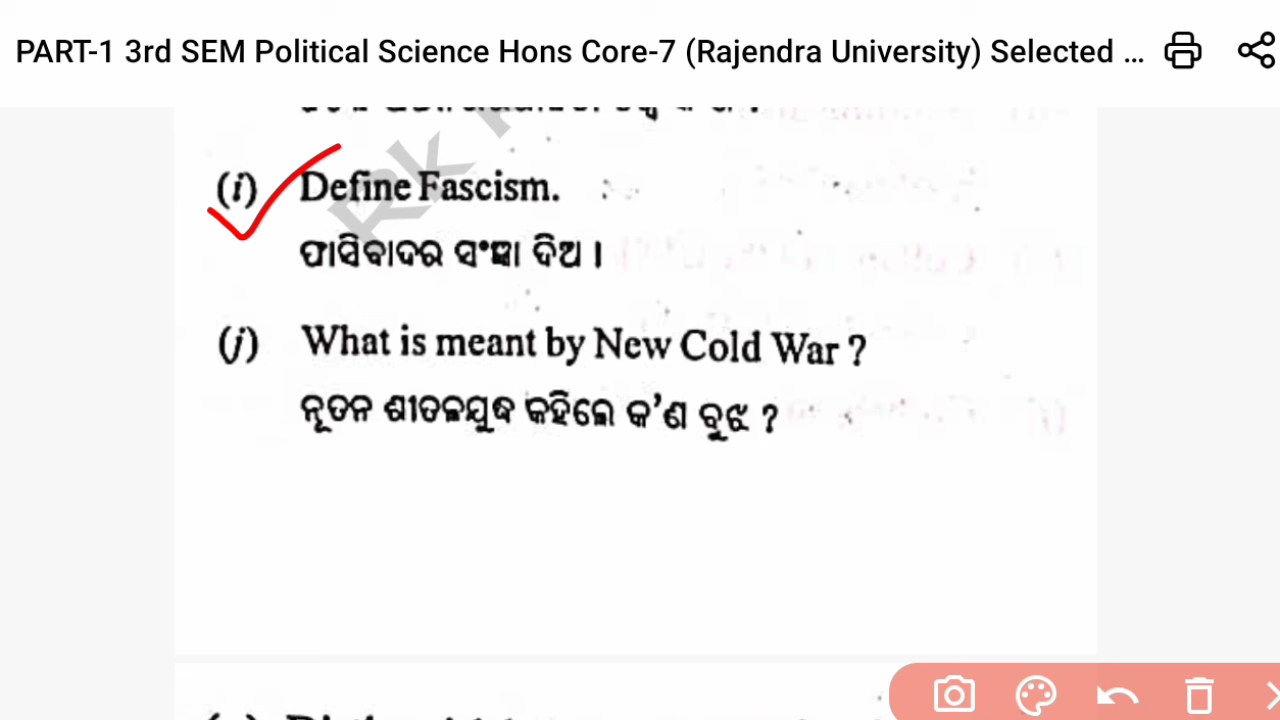 PART-1 3rd SEM Political Science Hons Core-7 (Rajendra University) Selected ...
RK
(i) Define Fascism.
ଫାସିବାଦର ସଂଜ୍ଞା ଦିଅ ।
(j) What is meant by New Cold War ?
ନୂତନ ଶୀତଳଯୁଦ୍ଧ କହିଲେ କ'ଣ ବୁଝ ?